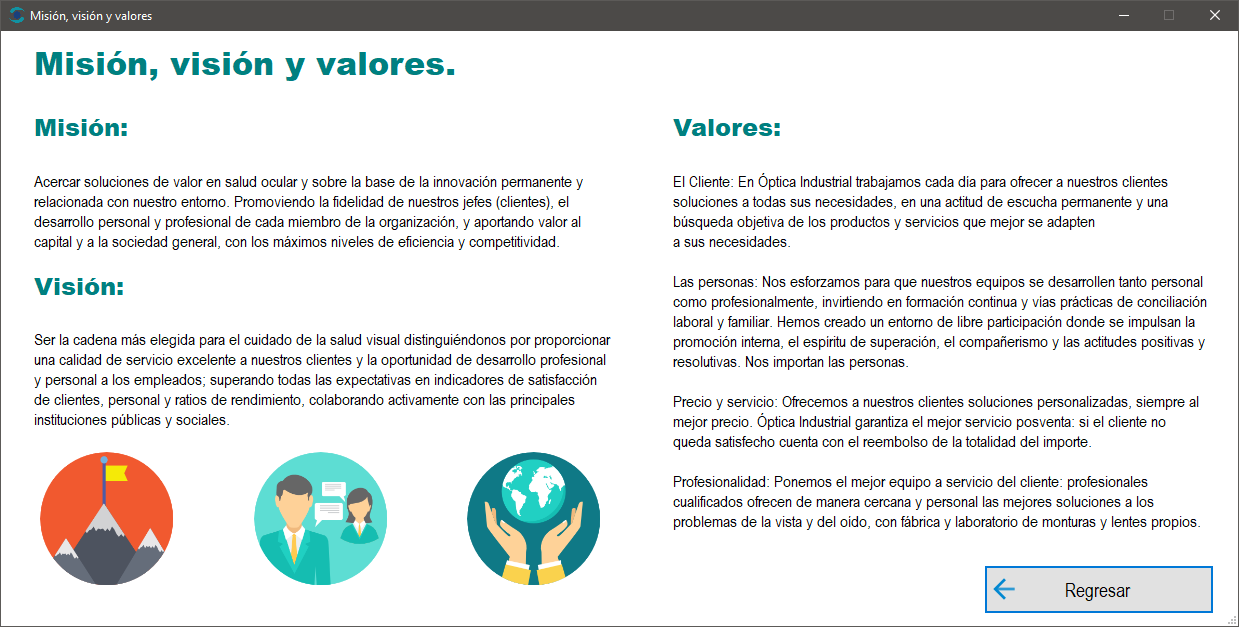 Misión, visión y valores
Misión, visión y valores.
Misión:
Acercar soluciones de valor en salud ocular y sobre la base de la innovación permanente y
relacionada con nuestro entorno. Promoviendo la fidelidad de nuestros jefes (clientes), el
desarrollo personal y profesional de cada miembro de la organización, y aportando valor al
capital y a la sociedad general, con los máximos niveles de eficiencia y competitividad.
Visión:
Ser la cadena más elegida para el cuidado de la salud visual distinguiéndonos por proporcionar
una calidad de servicio excelente a nuestros clientes y la oportunidad de desarrollo profesional
y personal a los empleados; superando todas las expectativas en indicadores de satisfacción
de clientes, personal y ratios de rendimiento, colaborando activamente con las principales
instituciones públicas y sociales.
Valores:
El Cliente: En Óptica Industrial trabajamos cada día para ofrecer a nuestros clientes
soluciones a todas sus necesidades, en una actitud de escucha permanente y una
búsqueda objetiva de los productos y servicios que mejor se adapten
a sus necesidades.
Las personas: Nos esforzamos para que nuestros equipos se desarrollen tanto personal
como profesionalmente, invirtiendo en formación continua y vías prácticas de conciliación
laboral y familiar. Hemos creado un entorno de libre participación donde se impulsan la
promoción interna, el espíritu de superación, el compañerismo y las actitudes positivas y
resolutivas. Nos importan las personas.
Precio y servicio: Ofrecemos a nuestros clientes soluciones personalizadas, siempre al
mejor precio. Óptica Industrial garantiza el mejor servicio posventa: si el cliente no
queda satisfecho cuenta con el reembolso de la totalidad del importe.
Profesionalidad: Ponemos el mejor equipo a servicio del cliente: profesionales
cualificados ofrecen de manera cercana y personal las mejores soluciones a los
problemas de la vista y del oído, con fábrica y laboratorio de monturas y lentes propios.
Regresar